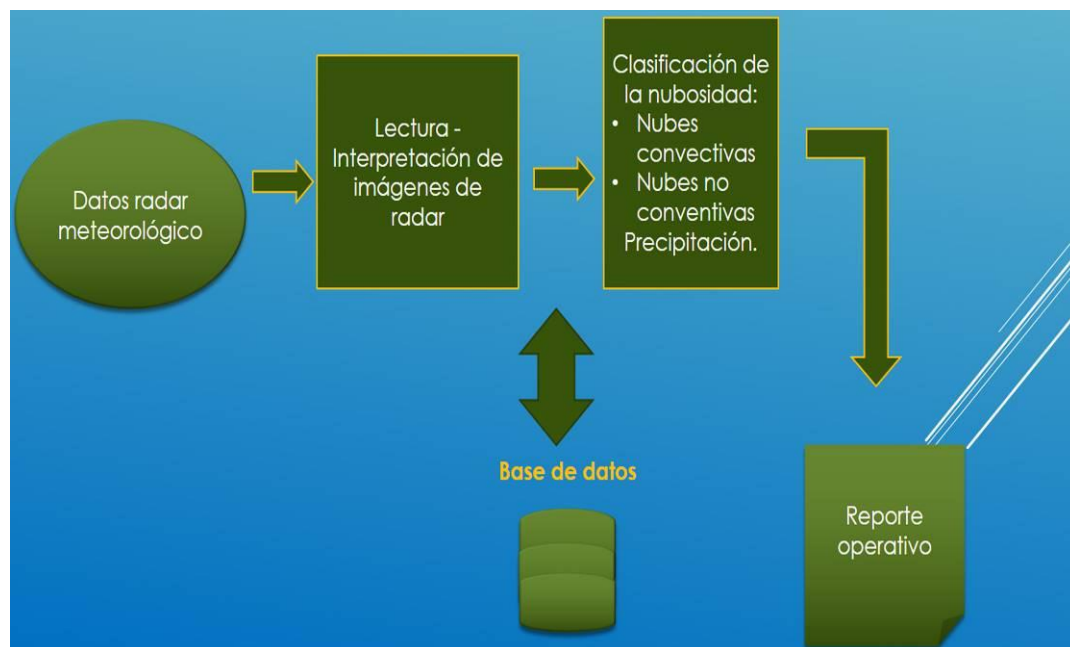 Datos radar
meteorológico
Lectura -
Interpretación de
imágenes de
radar
Clasificación de
la nubosidad:
• Nubes
convectivas
• Nubes no
conventivas
Precipitación.
Base de datos
Reporte
operativo